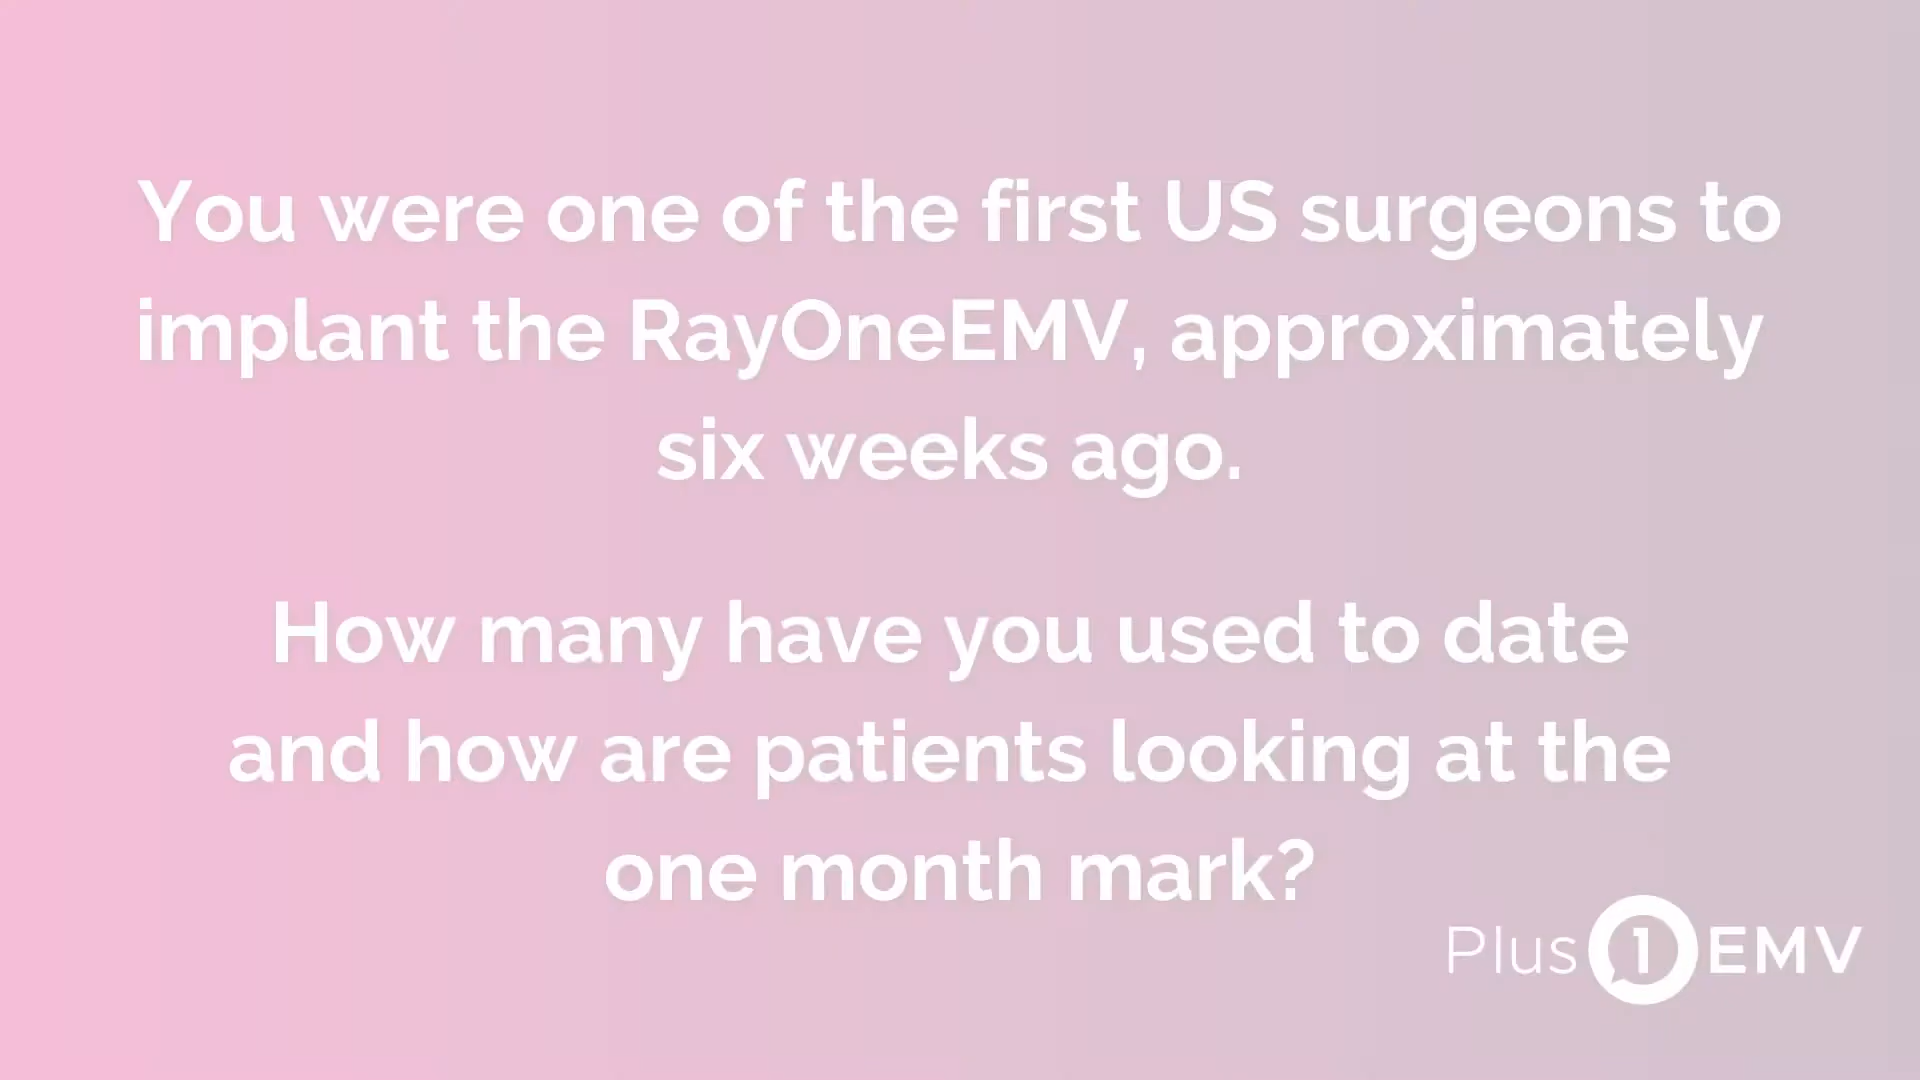 You were one of the first US surgeons to
implant the RayOneEMV, approximately
six weeks ago.
How many have you used to date
and how are patients looking at the
one month mark?
Plus 1 EMV